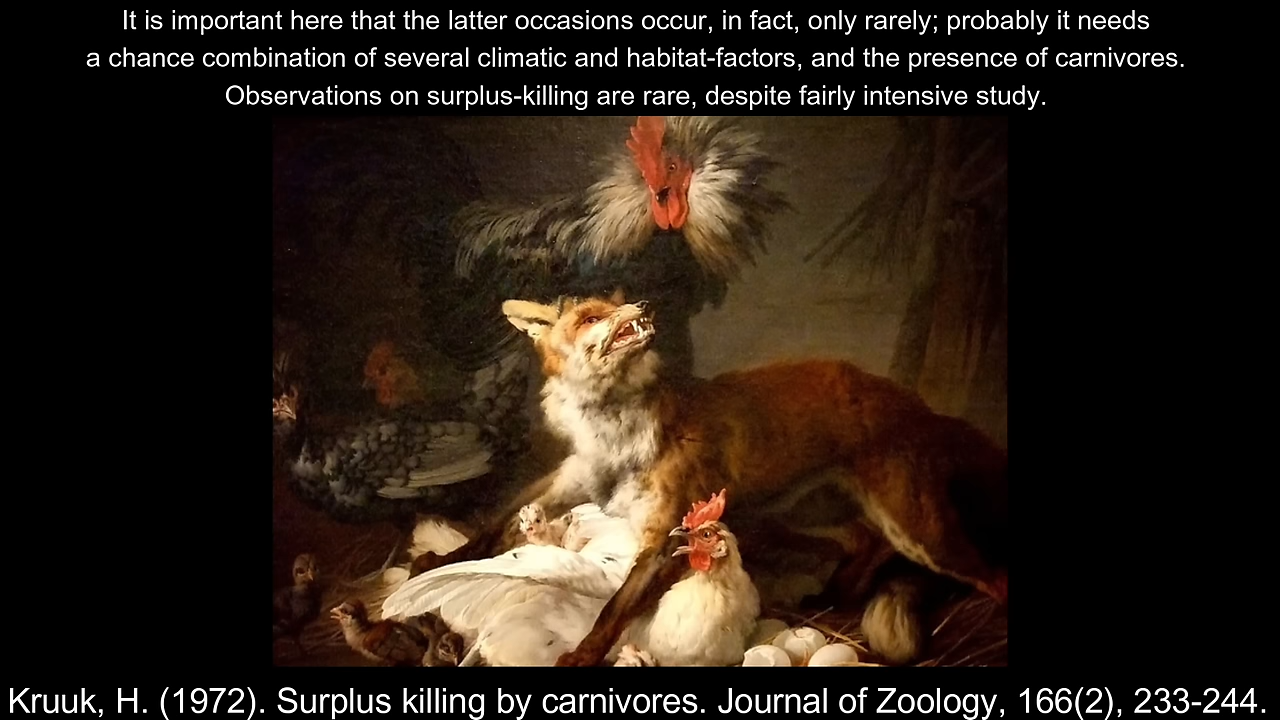 It is important here that the latter occasions occur, in fact, only rarely; probably it needs
a chance combination of several climatic and habitat-factors, and the presence of carnivores.
Observations on surplus-killing are rare, despite fairly intensive study.
Kruuk, H. (1972). Surplus killing by carnivores. Journal of Zoology, 166(2), 233-244.